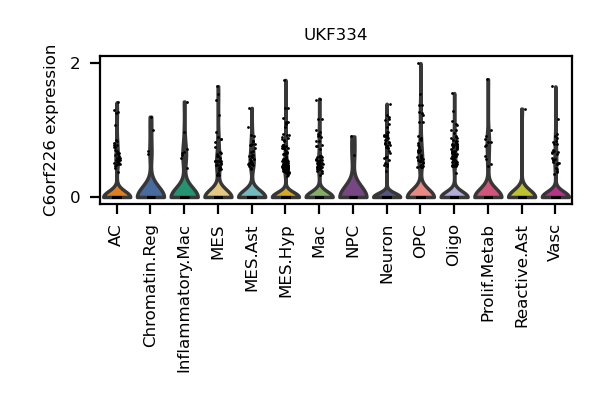 UKF334
C6orf226 expression
2
0
AC
Chromatin.Reg
Inflammatory.Mac
MES
MES.Ast
MES.Hyp
Mac
NPC
Neuron
OPC
Oligo
Prolif.Metab
Reactive.Ast
Vasc